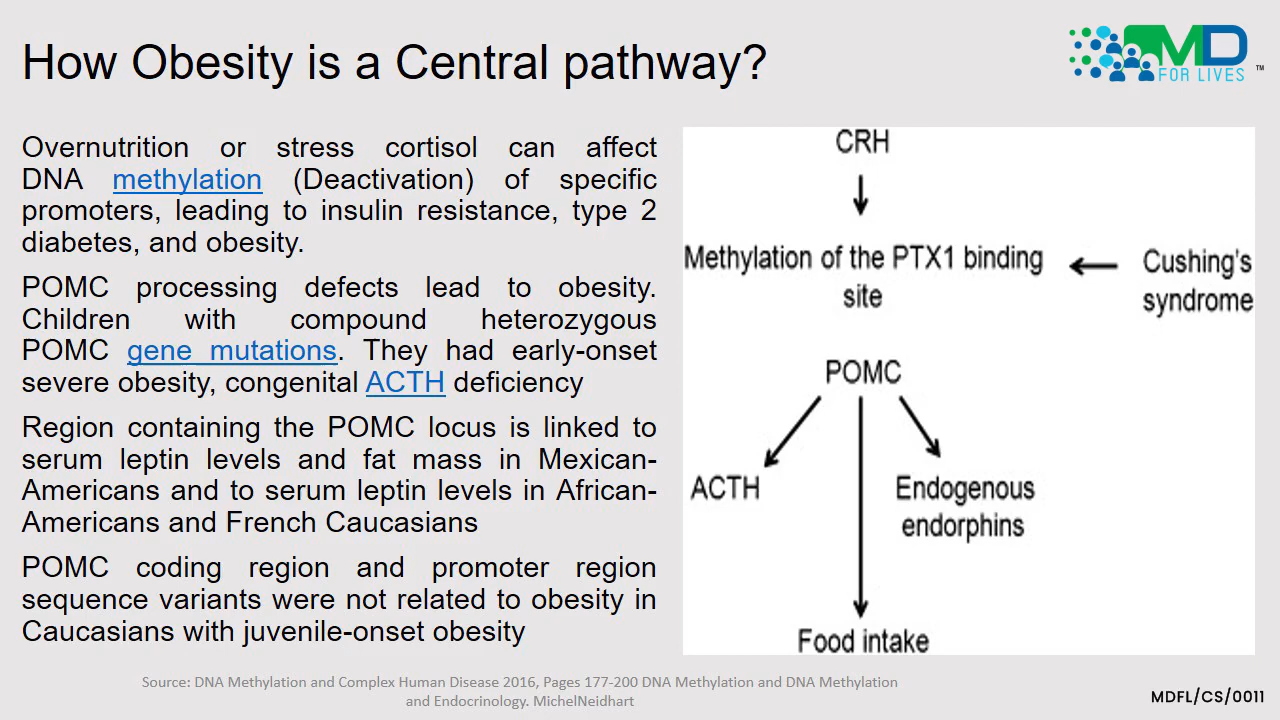 How Obesity is a Central pathway?
MD
FOR LIVES
TM
Overnutrition or stress cortisol can affect
DNA methylation (Deactivation) of specific
promoters, leading to insulin resistance, type 2
diabetes, and obesity.
POMC processing defects lead to obesity.
Children with compound heterozygous
POMC gene mutations. They had early-onset
severe obesity, congenital ACTH deficiency
Region containing the POMC locus is linked to
serum leptin levels and fat mass in Mexican-
Americans and to serum leptin levels in African-
Americans and French Caucasians
POMC coding region and promoter region
sequence variants were not related to obesity in
Caucasians with juvenile-onset obesity
CRH
Methylation of the PTX1 binding
site
Cushing's
syndrome
POMC
ACTH
Endogenous
endorphins
Food intake
Source: DNA Methylation and Complex Human Disease 2016, Pages 177-200 DNA Methylation and DNA Methylation
and Endocrinology. MichelNeidhart
MDFL/CS/0011